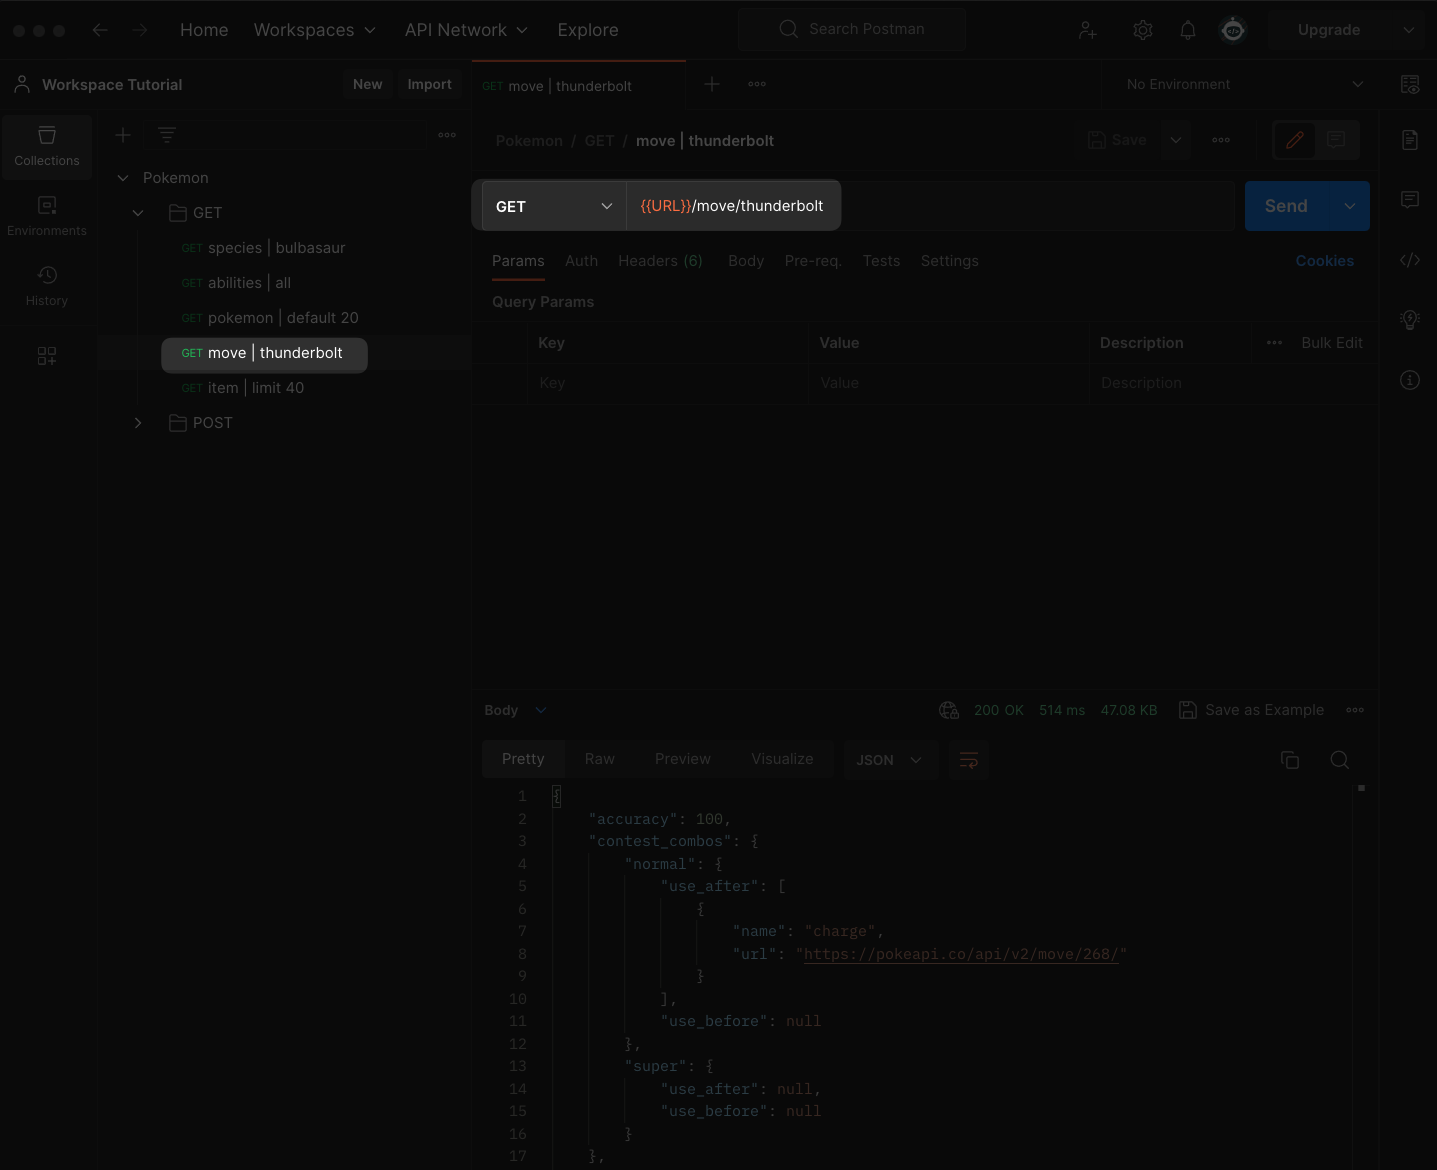 Home Workspaces API Network Explore Search Postman Upgrade
Workspace Tutorial New Import
GET move | thunderbolt No Environment
Collections
Environments
History
Pokemon
GET
GET species | bulbasaur
GET abilities | all
GET pokemon | default 20
GET move | thunderbolt
GET item | limit 40
POST
Pokemon / GET / move | thunderbolt Save
GET {{URL}}/move/thunderbolt Send
Params Auth Headers (6) Body Pre-req. Tests Settings Cookies
Query Params
Key Value Description Bulk Edit
Key Value Description
Body 200 OK 514 ms 47.08 KB Save as Example
Pretty Raw Preview Visualize JSON
1 {
2 "accuracy": 100,
3 "contest_combos": {
4 "normal": {
5 "use_after": [
6 {
7 "name": "charge",
8 "url": "https://pokeapi.co/api/v2/move/268/"
9 }
10 ],
11 "use_before": null
12 },
13 "super": {
14 "use_after": null,
15 "use_before": null
16 }
17 },